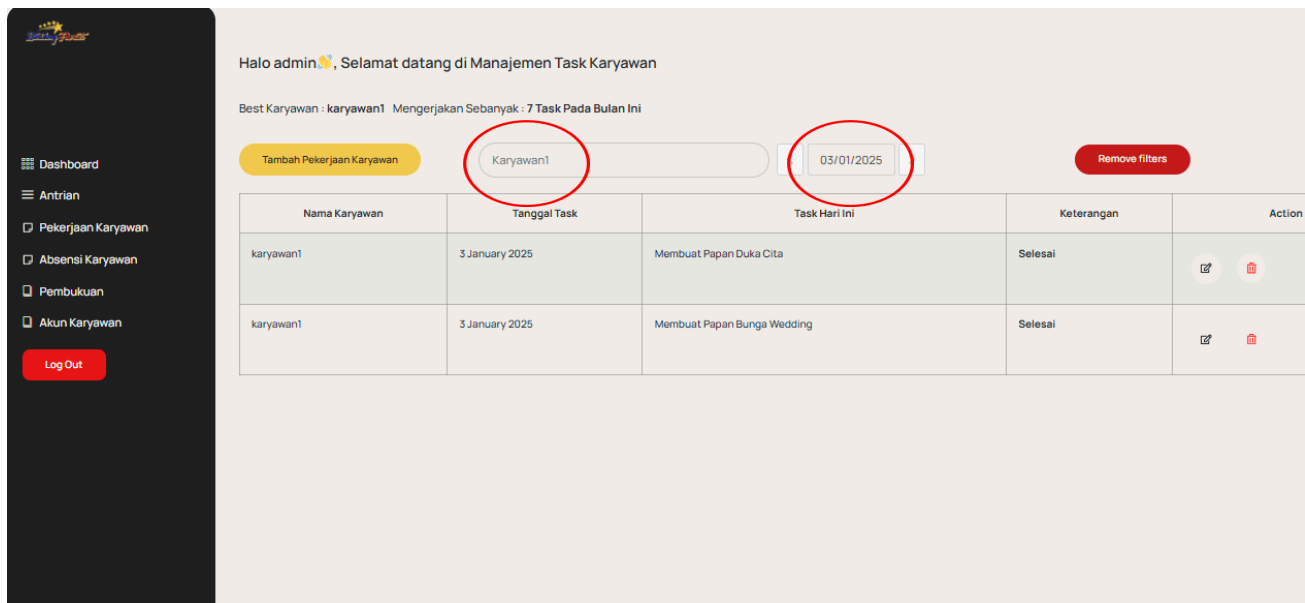 Halo admin👋, Selamat datang di Manajemen Task Karyawan
Best Karyawan : karyawan1 Mengerjakan Sebanyak : 7 Task Pada Bulan Ini
Dashboard
Antrian
Pekerjaan Karyawan
Absensi Karyawan
Pembukuan
Akun Karyawan
Log Out
Tambah Pekerjaan Karyawan
Karyawan1
03/01/2025
Remove filters
Nama Karyawan Tanggal Task Task Hari Ini Keterangan Action
karyawan1 3 January 2025 Membuat Papan Duka Cita Selesai
karyawan1 3 January 2025 Membuat Papan Bunga Wedding Selesai